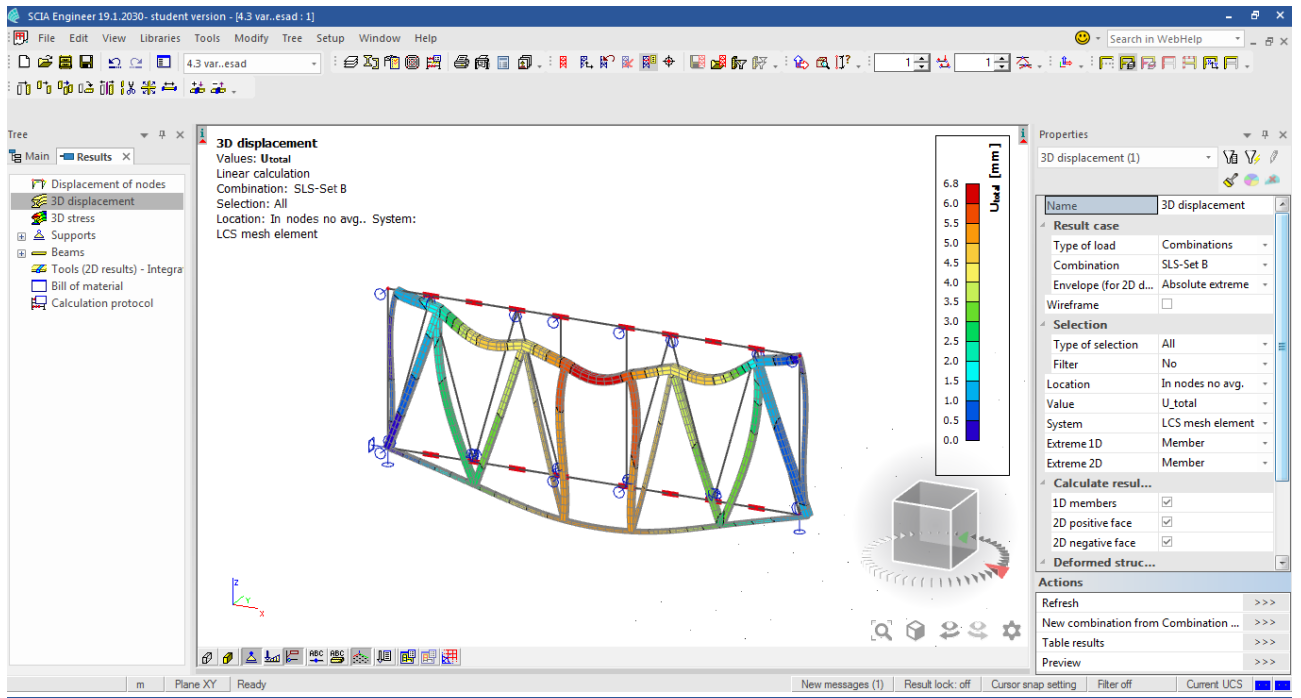 SCIA Engineer 19.1.2030- student version - [4.3 var..esad : 1]
File Edit View Libraries Tools Modify Tree Setup Window Help
Search in WebHelp
4.3 var..esad
1
1
Tree
Main Results
Displacement of nodes
3D displacement
3D stress
Supports
Beams
Tools (2D results) - Integra
Bill of material
Calculation protocol
3D displacement
Values: Utotal
Linear calculation
Combination: SLS-Set B
Selection: All
Location: In nodes no avg.. System:
LCS mesh element
Utotal [mm]
6.8
6.0
5.5
5.0
4.5
4.0
3.5
3.0
2.5
2.0
1.5
1.0
0.5
0.0
z
Y
x
ABC ABC
Properties
3D displacement (1)
Name 3D displacement
Result case
Type of load Combinations
Combination SLS-Set B
Envelope (for 2D d... Absolute extreme
Wireframe
Selection
Type of selection All
Filter No
Location In nodes no avg.
Value U_total
System LCS mesh element
Extreme 1D Member
Extreme 2D Member
Calculate resul...
1D members
2D positive face
2D negative face
Deformed struc...
Actions
Refresh >>>
New combination from Combination ... >>>
Table results >>>
Preview >>>
m Plane XY Ready New messages (1) Result lock: off Cursor snap setting Filter off Current UCS